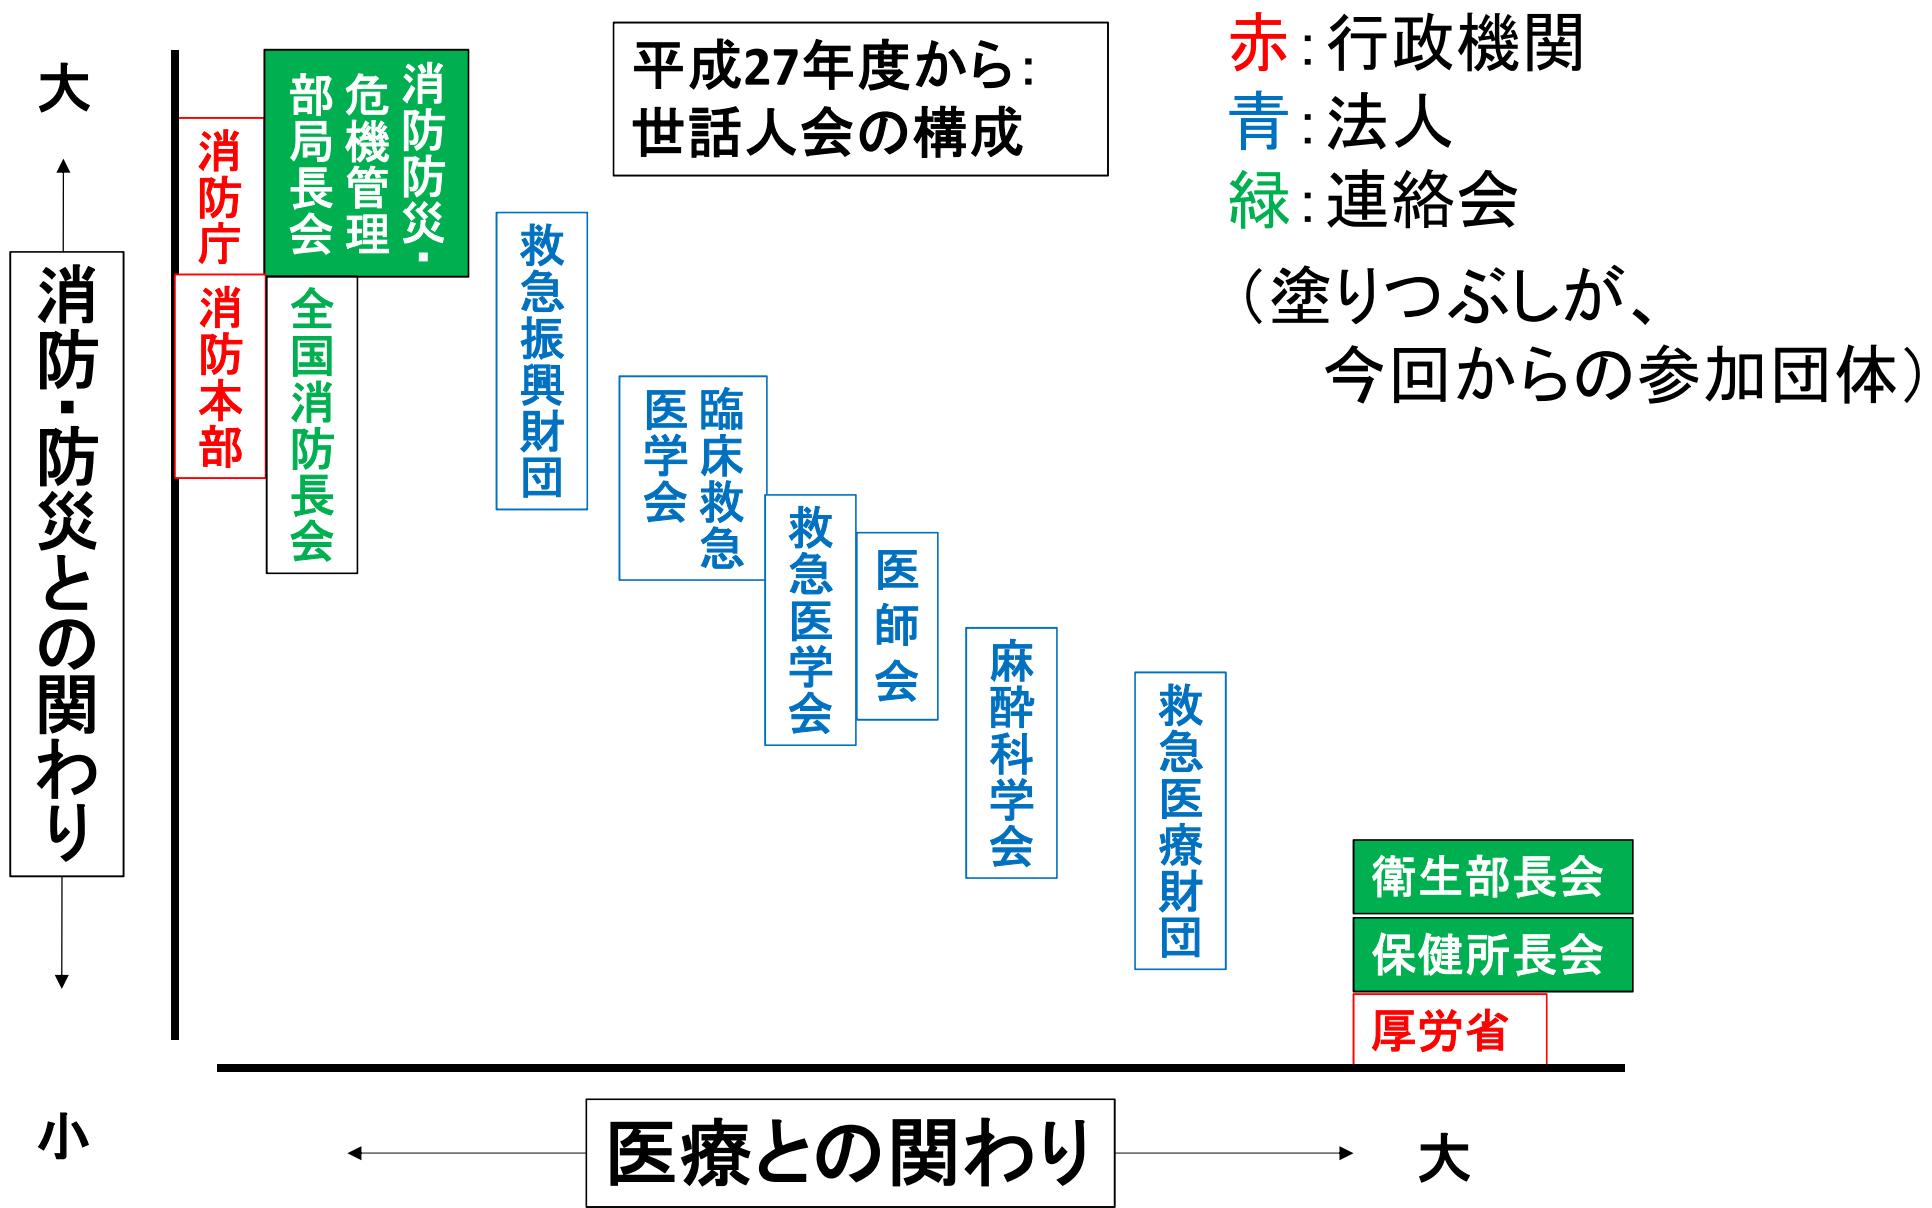 平成27年度から:
世話人会の構成
赤：行政機関
青：法人
緑：連絡会
（塗りつぶしが、
今回からの参加団体）
大
消防・防災との関わり
小
消防庁
消防防災・
危機管理
部局長会
消防本部
全国消防長会
救急振興財団
臨床救急
医学会
救急医学会
医師会
麻酔科学会
救急医療財団
衛生部長会
保健所長会
厚労省
医療との関わり
大